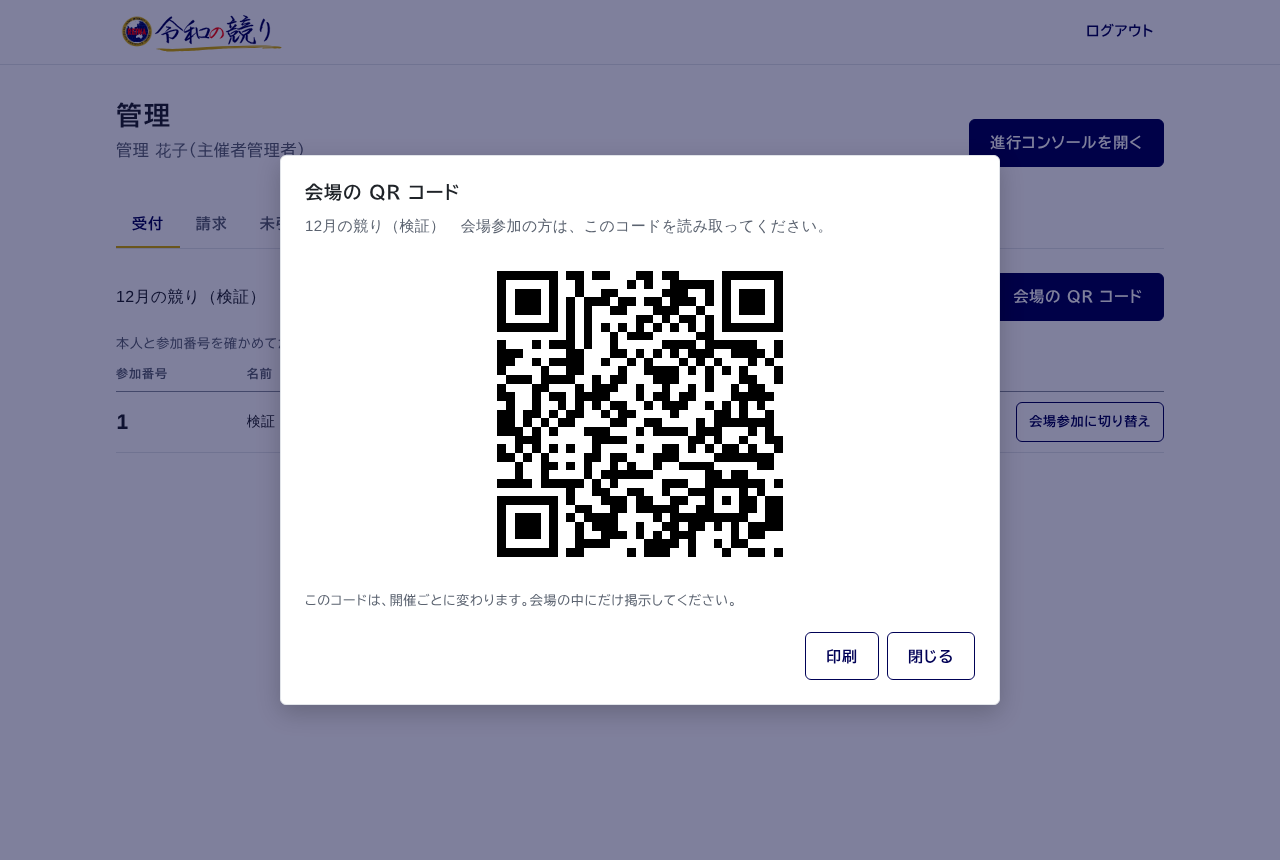 令和の競り
ログアウト
管理
管理 花子（主催者管理者）
進行コンソールを開く
受付 請求
12月の競り（検証）
会場の QR コード
本人と参加番号を確かめて
参加番号 名前
1 検証
会場参加に切り替え
会場の QR コード
12月の競り（検証） 会場参加の方は、このコードを読み取ってください。
このコードは、開催ごとに変わります。会場の中にだけ掲示してください。
印刷 閉じる